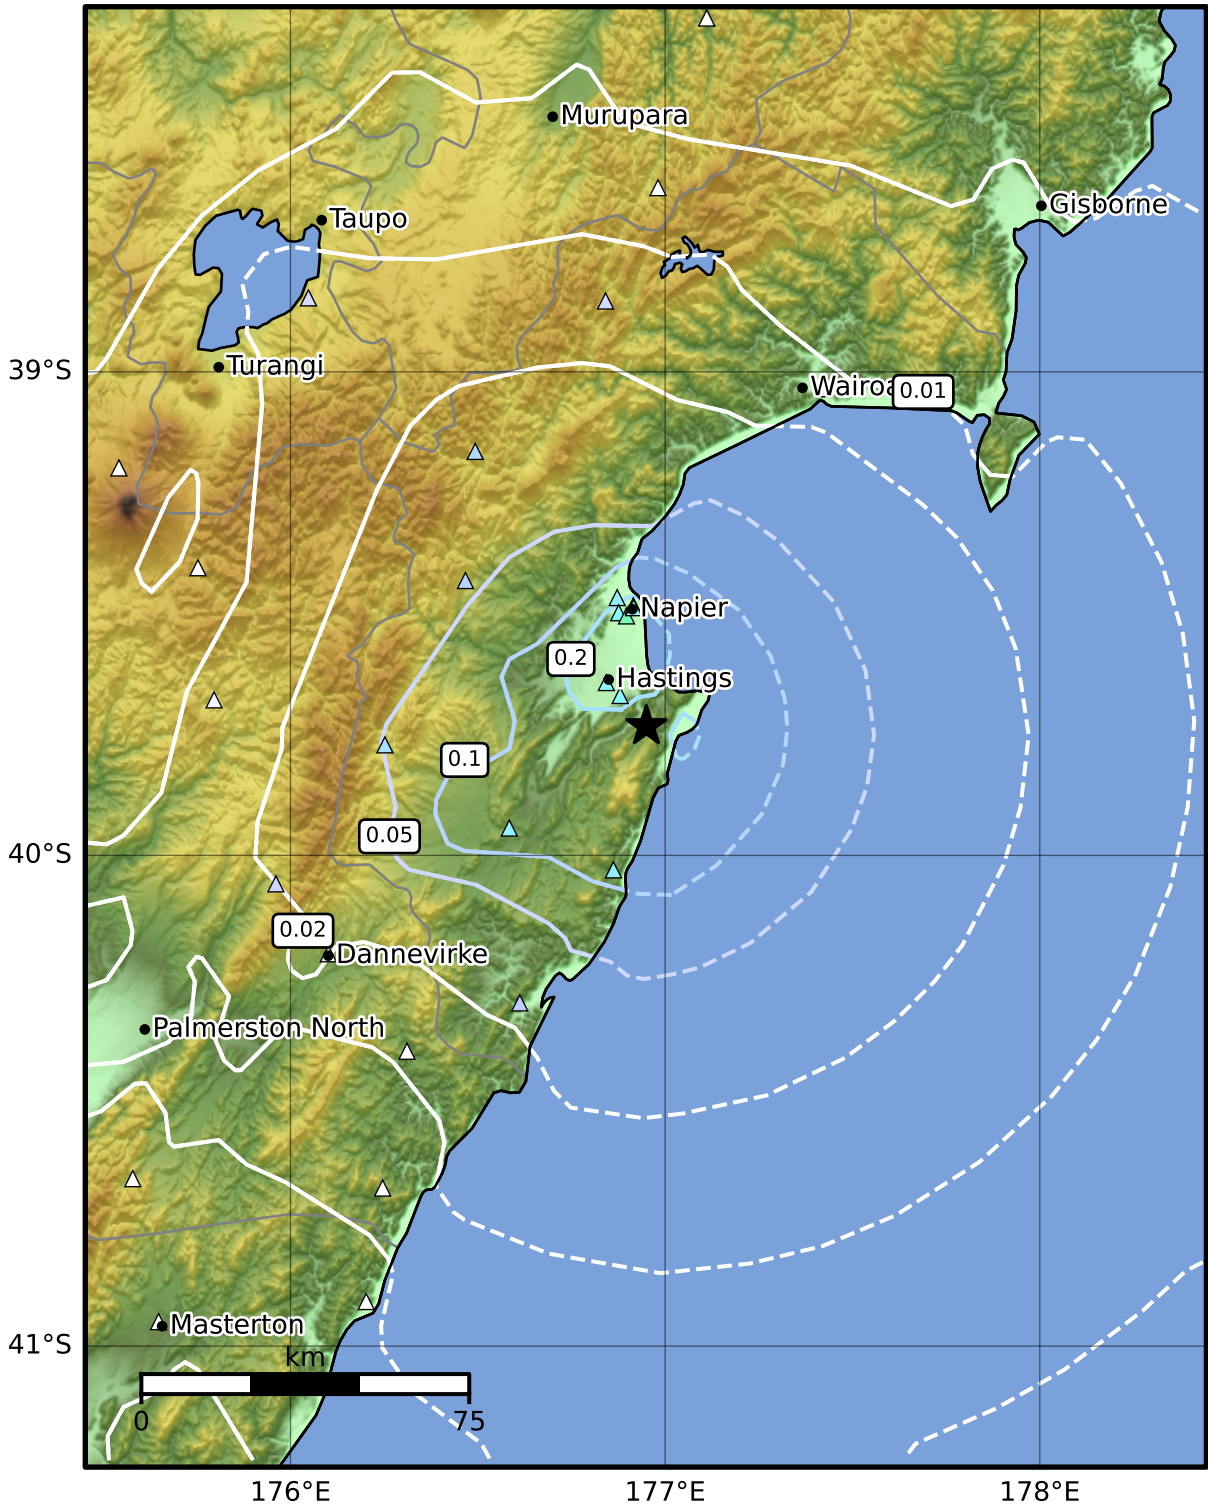 Murupara
Gisborne
Taupo
Turangi
39°S
Wairoa
0.01
Napier
0.2
Hastings
0.1
0.05
40°S
0.02
Dannevirke
Palmerston North
Masterton
41°S
km
0 75
176°E 177°E 178°E